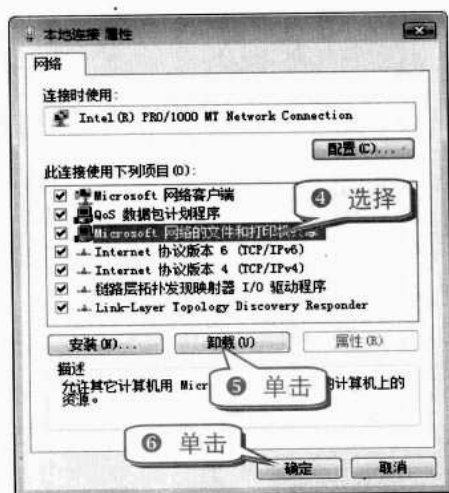 本地连接 属性
网络
连接时使用:
Intel(R) PRO/1000 MT Network Connection
配置(C)...
此连接使用下列项目(O):
Microsoft 网络客户端
④ 选择
QoS 数据包计划程序
Microsoft 网络的文件和打印机共享
Internet 协议版本 6 (TCP/IPv6)
Internet 协议版本 4 (TCP/IPv4)
链路层拓扑发现映射器 I/O 驱动程序
Link-Layer Topology Discovery Responder
安装(N)...
卸载(U)
属性(R)
描述
允许其它计算机用 Micr
的计算机上的
资源。
⑤ 单击
⑥ 单击
确定
取消